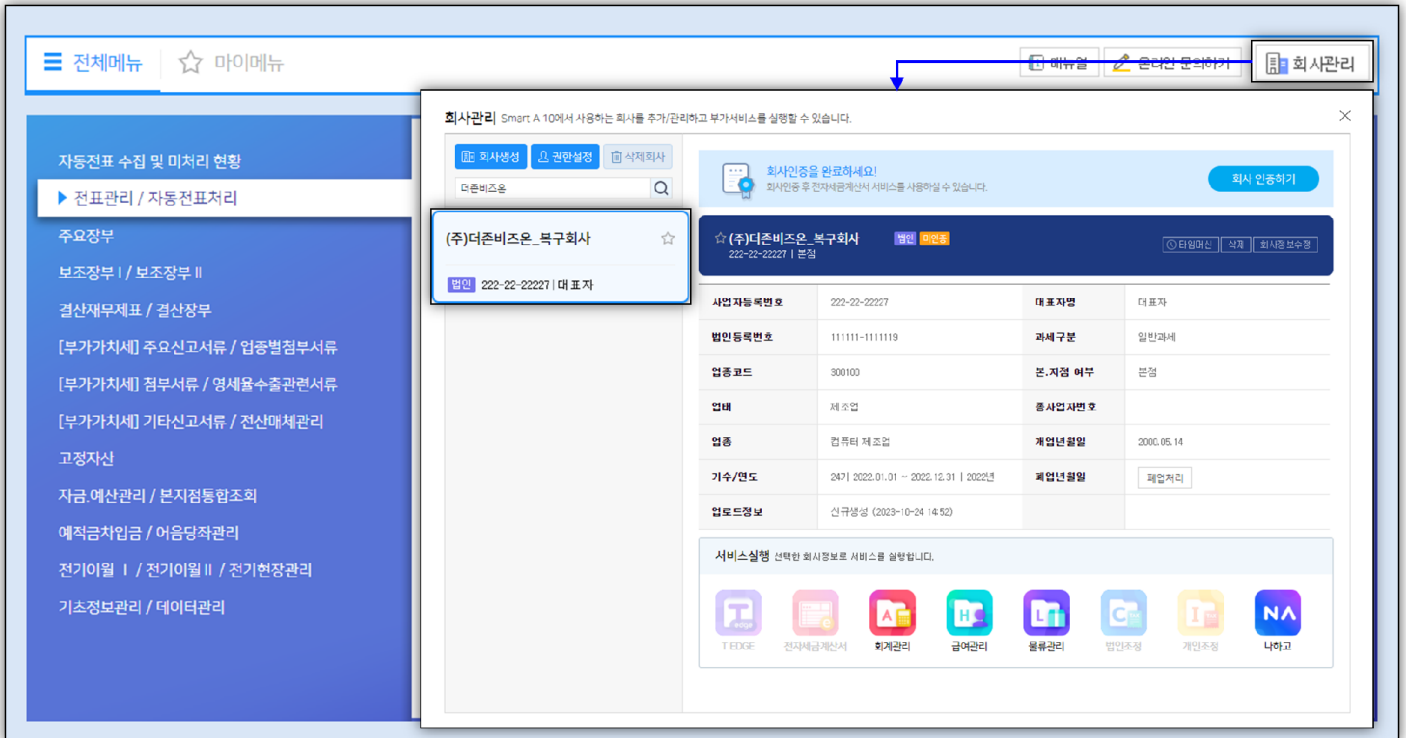 전체메뉴
마이메뉴
매뉴얼
온라인 문의하기
회사관리
자동전표 수집 및 미처리 현황
전표관리 / 자동전표처리
주요장부
보조장부 Ⅰ / 보조장부 Ⅱ
결산재무제표 / 결산장부
[부가가치세] 주요신고서류 / 업종별첨부서류
[부가가치세] 첨부서류 / 영세율수출관련서류
[부가가치세] 기타신고서류 / 전산매체관리
고정자산
자금.예산관리 / 본지점통합조회
예적금차입금 / 어음당좌관리
전기이월 Ⅰ / 전기이월Ⅱ / 전기현장관리
기초정보관리 / 데이터관리
회사관리 Smart A 10에서 사용하는 회사를 추가/관리하고 부가서비스를 실행할 수 있습니다.
회사생성 권한설정 삭제회사
더존비즈온
(주)더존비즈온_복구회사
법인 222-22-22227 | 대표자
회사인증을 완료하세요!
회사인증 후 전자세금계산서 서비스를 사용하실 수 있습니다.
회사 인증하기
(주)더존비즈온_복구회사 법인 미인증
222-22-22227 | 본점
타임머신 삭제 회사정보수정
사업자등록번호 222-22-22227 대표자명 대표자
법인등록번호 111111-1111119 과세구분 일반과세
업종코드 300100 본.지점 여부 본점
업태 제조업 종사업자번호
업종 컴퓨터 제조업 개업년월일 2000.05.14
기수/연도 24기 2022.01.01 ~ 2022.12.31 | 2022년 폐업년월일 폐업처리
업로드정보 신규생성 (2023-10-24 14:52)
서비스실행 선택한 회사정보로 서비스를 실행합니다.
T edge
e
A
H
L
C
I
NΛ
T EDGE 전자세금계산서 회계관리 급여관리 물류관리 법인조정 개인조정 나하고